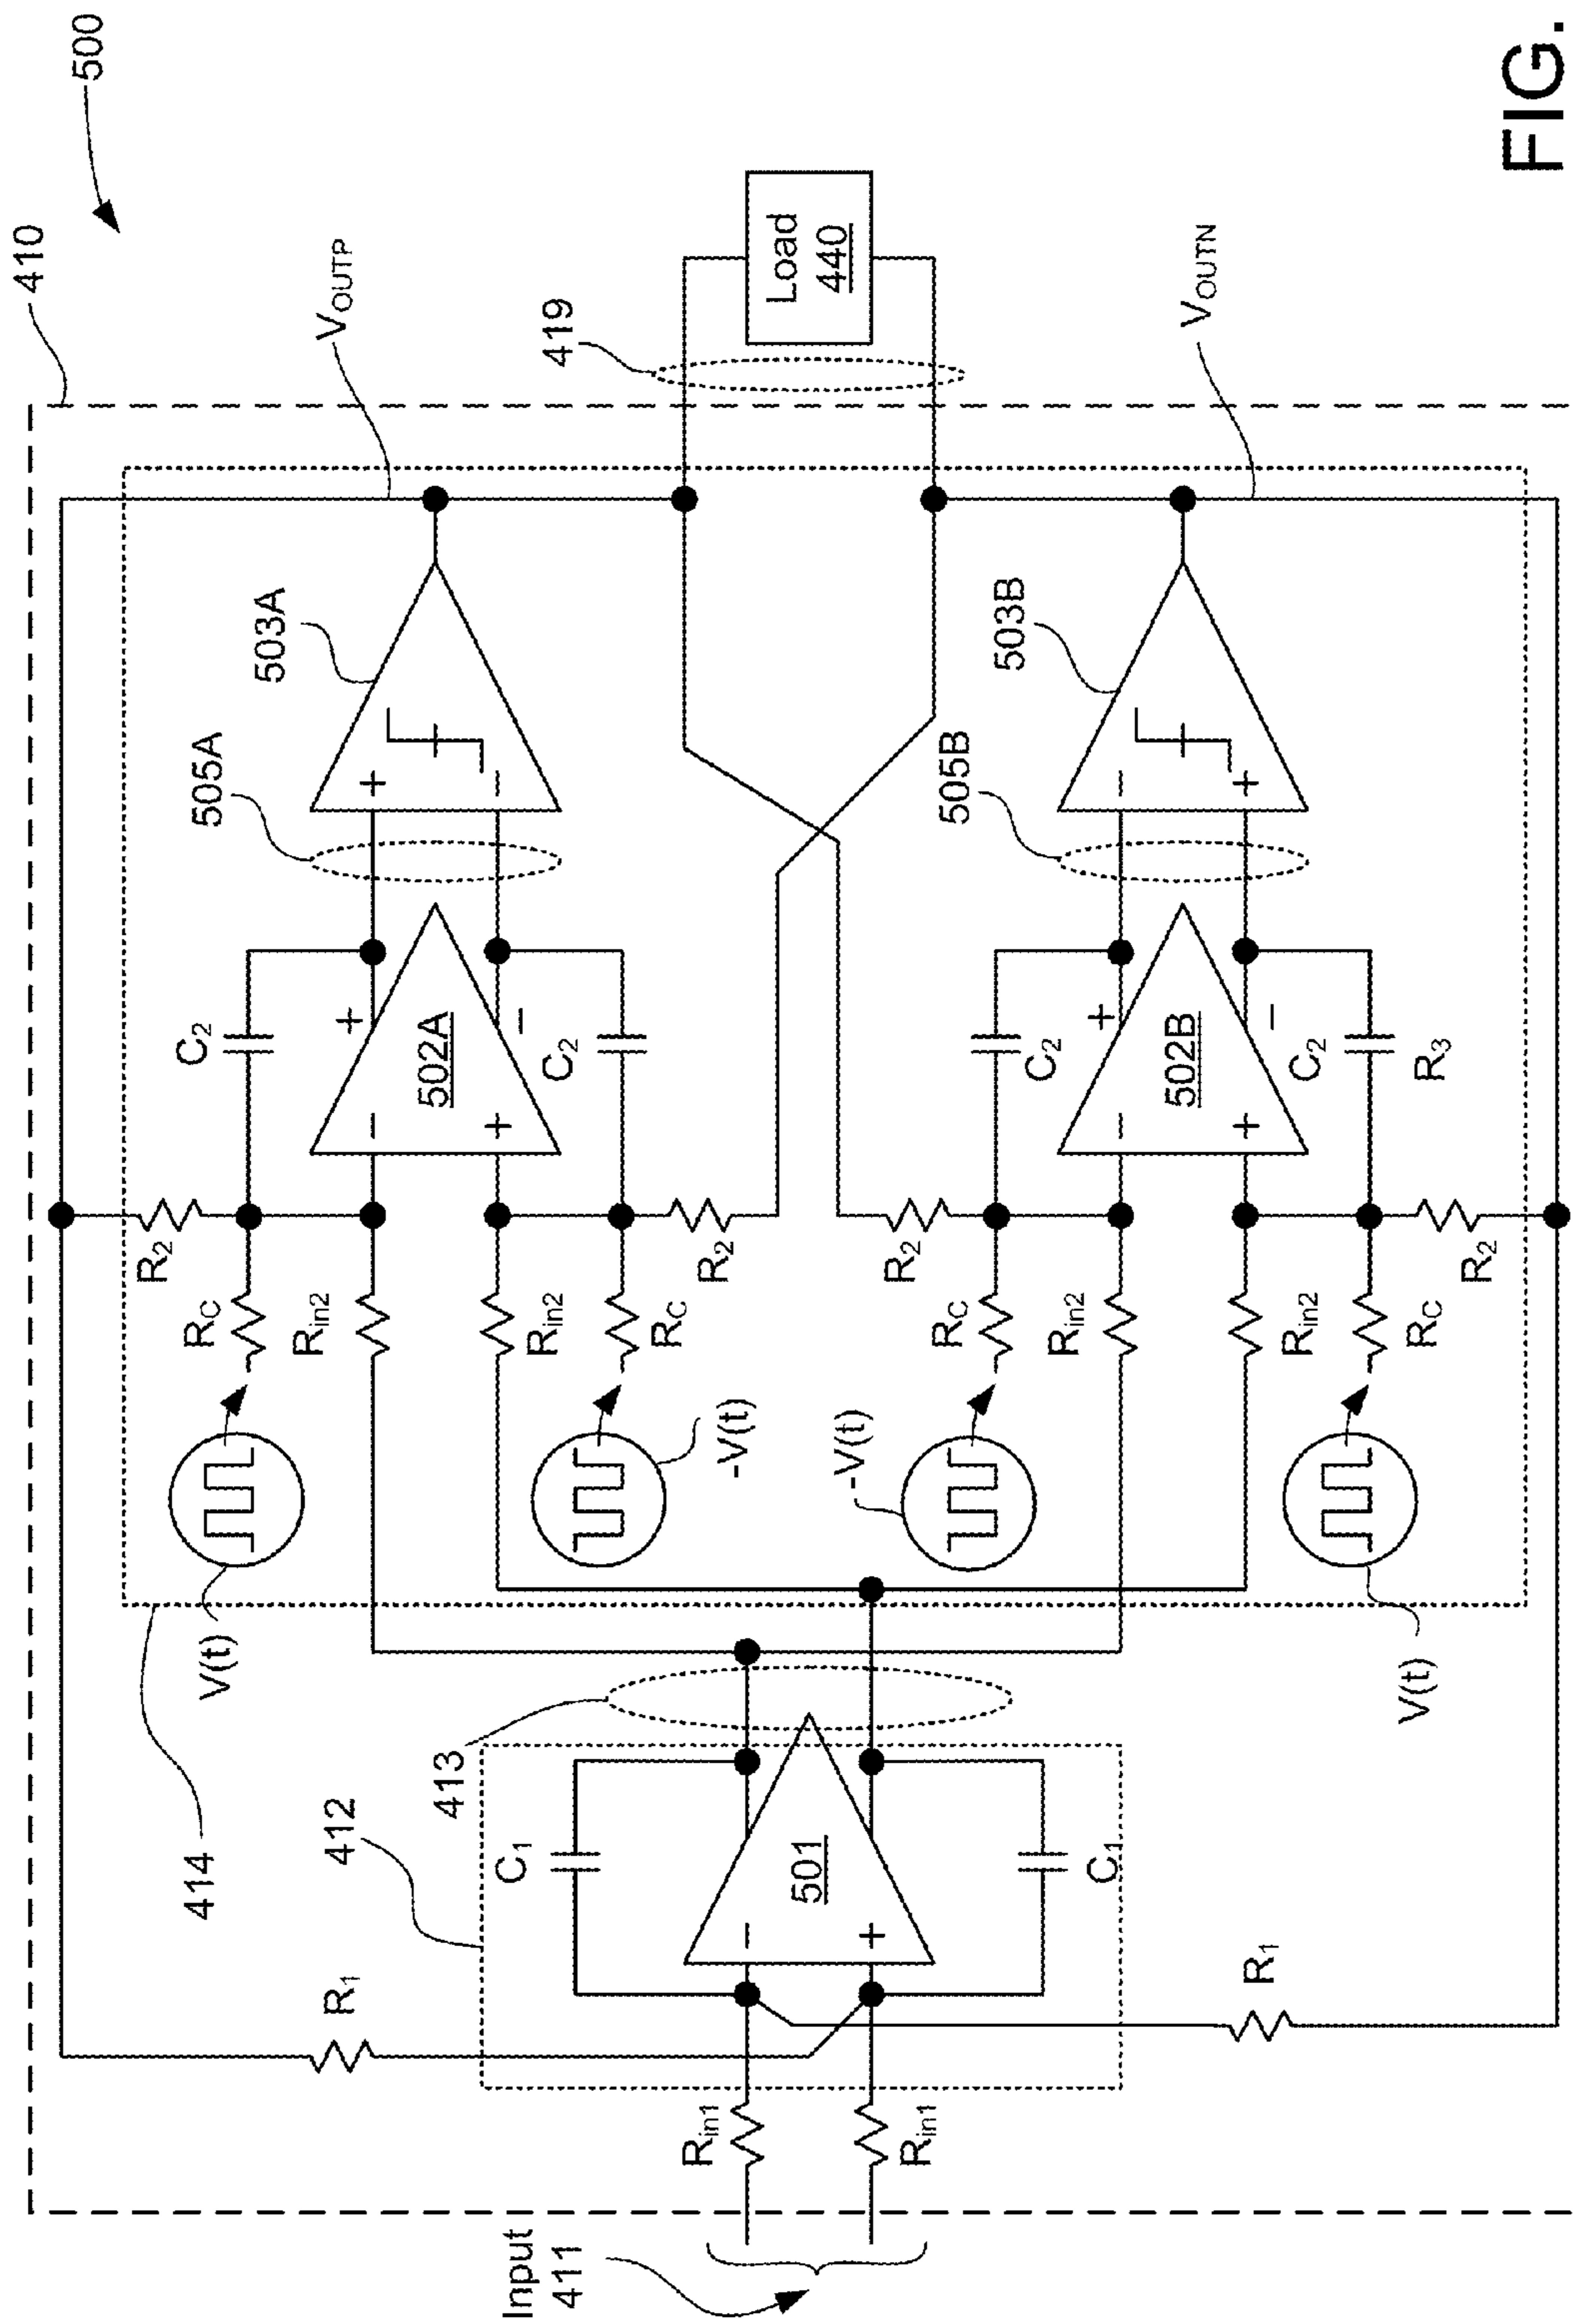 500
410
V_OUTP
419
Load
440
V_OUTN
503A
+
−
503B
−
+
505A
505B
C2
+
502A
−
−
+
C2
C2
+
502B
−
−
+
C2
R3
R2
R2
R2
R2
RC
Rin2
Rin2
RC
RC
Rin2
Rin2
RC
V(t)
-V(t)
-V(t)
V(t)
414
413
412
C1
501
−
+
C1
R1
R1
Rin1
Rin1
Input
411
FIG.